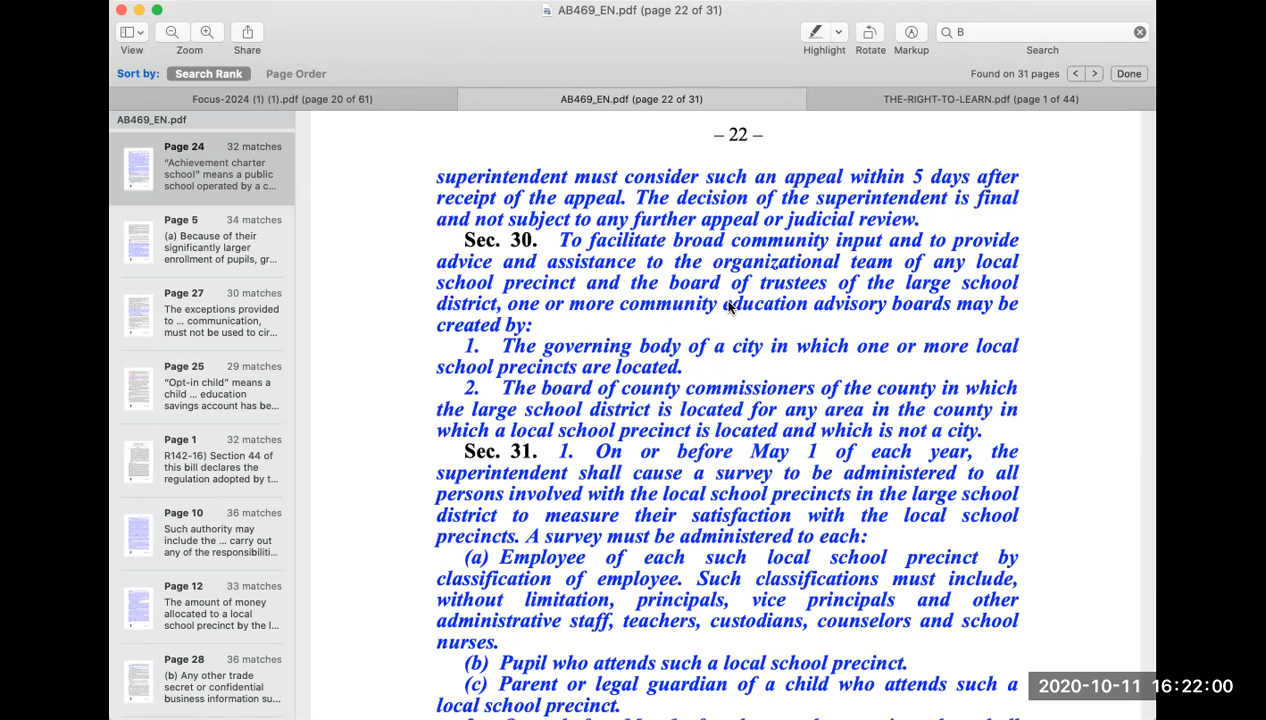 AB469_EN.pdf (page 22 of 31)
View
Zoom
Share
Highlight
Rotate
Markup
B
Search
Sort by:
Search Rank
Page Order
Found on 31 pages
<
>
Done
Focus-2024 (1) (1).pdf (page 20 of 61)
AB469_EN.pdf (page 22 of 31)
THE-RIGHT-TO-LEARN.pdf (page 1 of 44)
AB469_EN.pdf
Page 24 32 matches
“Achievement charter
school” means a public
school operated by a c...
Page 5 34 matches
(a) Because of their
significantly larger
enrollment of pupils, gr...
Page 27 30 matches
The exceptions provided
to ... communication,
must not be used to cir...
Page 25 29 matches
“Opt-in child” means a
child ... education
savings account has be...
Page 1 32 matches
R142-16) Section 44 of
this bill declares the
regulation adopted by t...
Page 10 36 matches
Such authority may
include the ... carry out
any of the responsibiliti...
Page 12 33 matches
The amount of money
allocated to a local
school precinct by the l...
Page 28 36 matches
(b) Any other trade
secret or confidential
business information su...
– 22 –
superintendent must consider such an appeal within 5 days after
receipt of the appeal. The decision of the superintendent is final
and not subject to any further appeal or judicial review.
Sec. 30. To facilitate broad community input and to provide
advice and assistance to the organizational team of any local
school precinct and the board of trustees of the large school
district, one or more community education advisory boards may be
created by:
1. The governing body of a city in which one or more local
school precincts are located.
2. The board of county commissioners of the county in which
the large school district is located for any area in the county in
which a local school precinct is located and which is not a city.
Sec. 31. 1. On or before May 1 of each year, the
superintendent shall cause a survey to be administered to all
persons involved with the local school precincts in the large school
district to measure their satisfaction with the local school
precincts. A survey must be administered to each:
(a) Employee of each such local school precinct by
classification of employee. Such classifications must include,
without limitation, principals, vice principals and other
administrative staff, teachers, custodians, counselors and school
nurses.
(b) Pupil who attends such a local school precinct.
(c) Parent or legal guardian of a child who attends such a
local school precinct.
2020-10-11 16:22:00